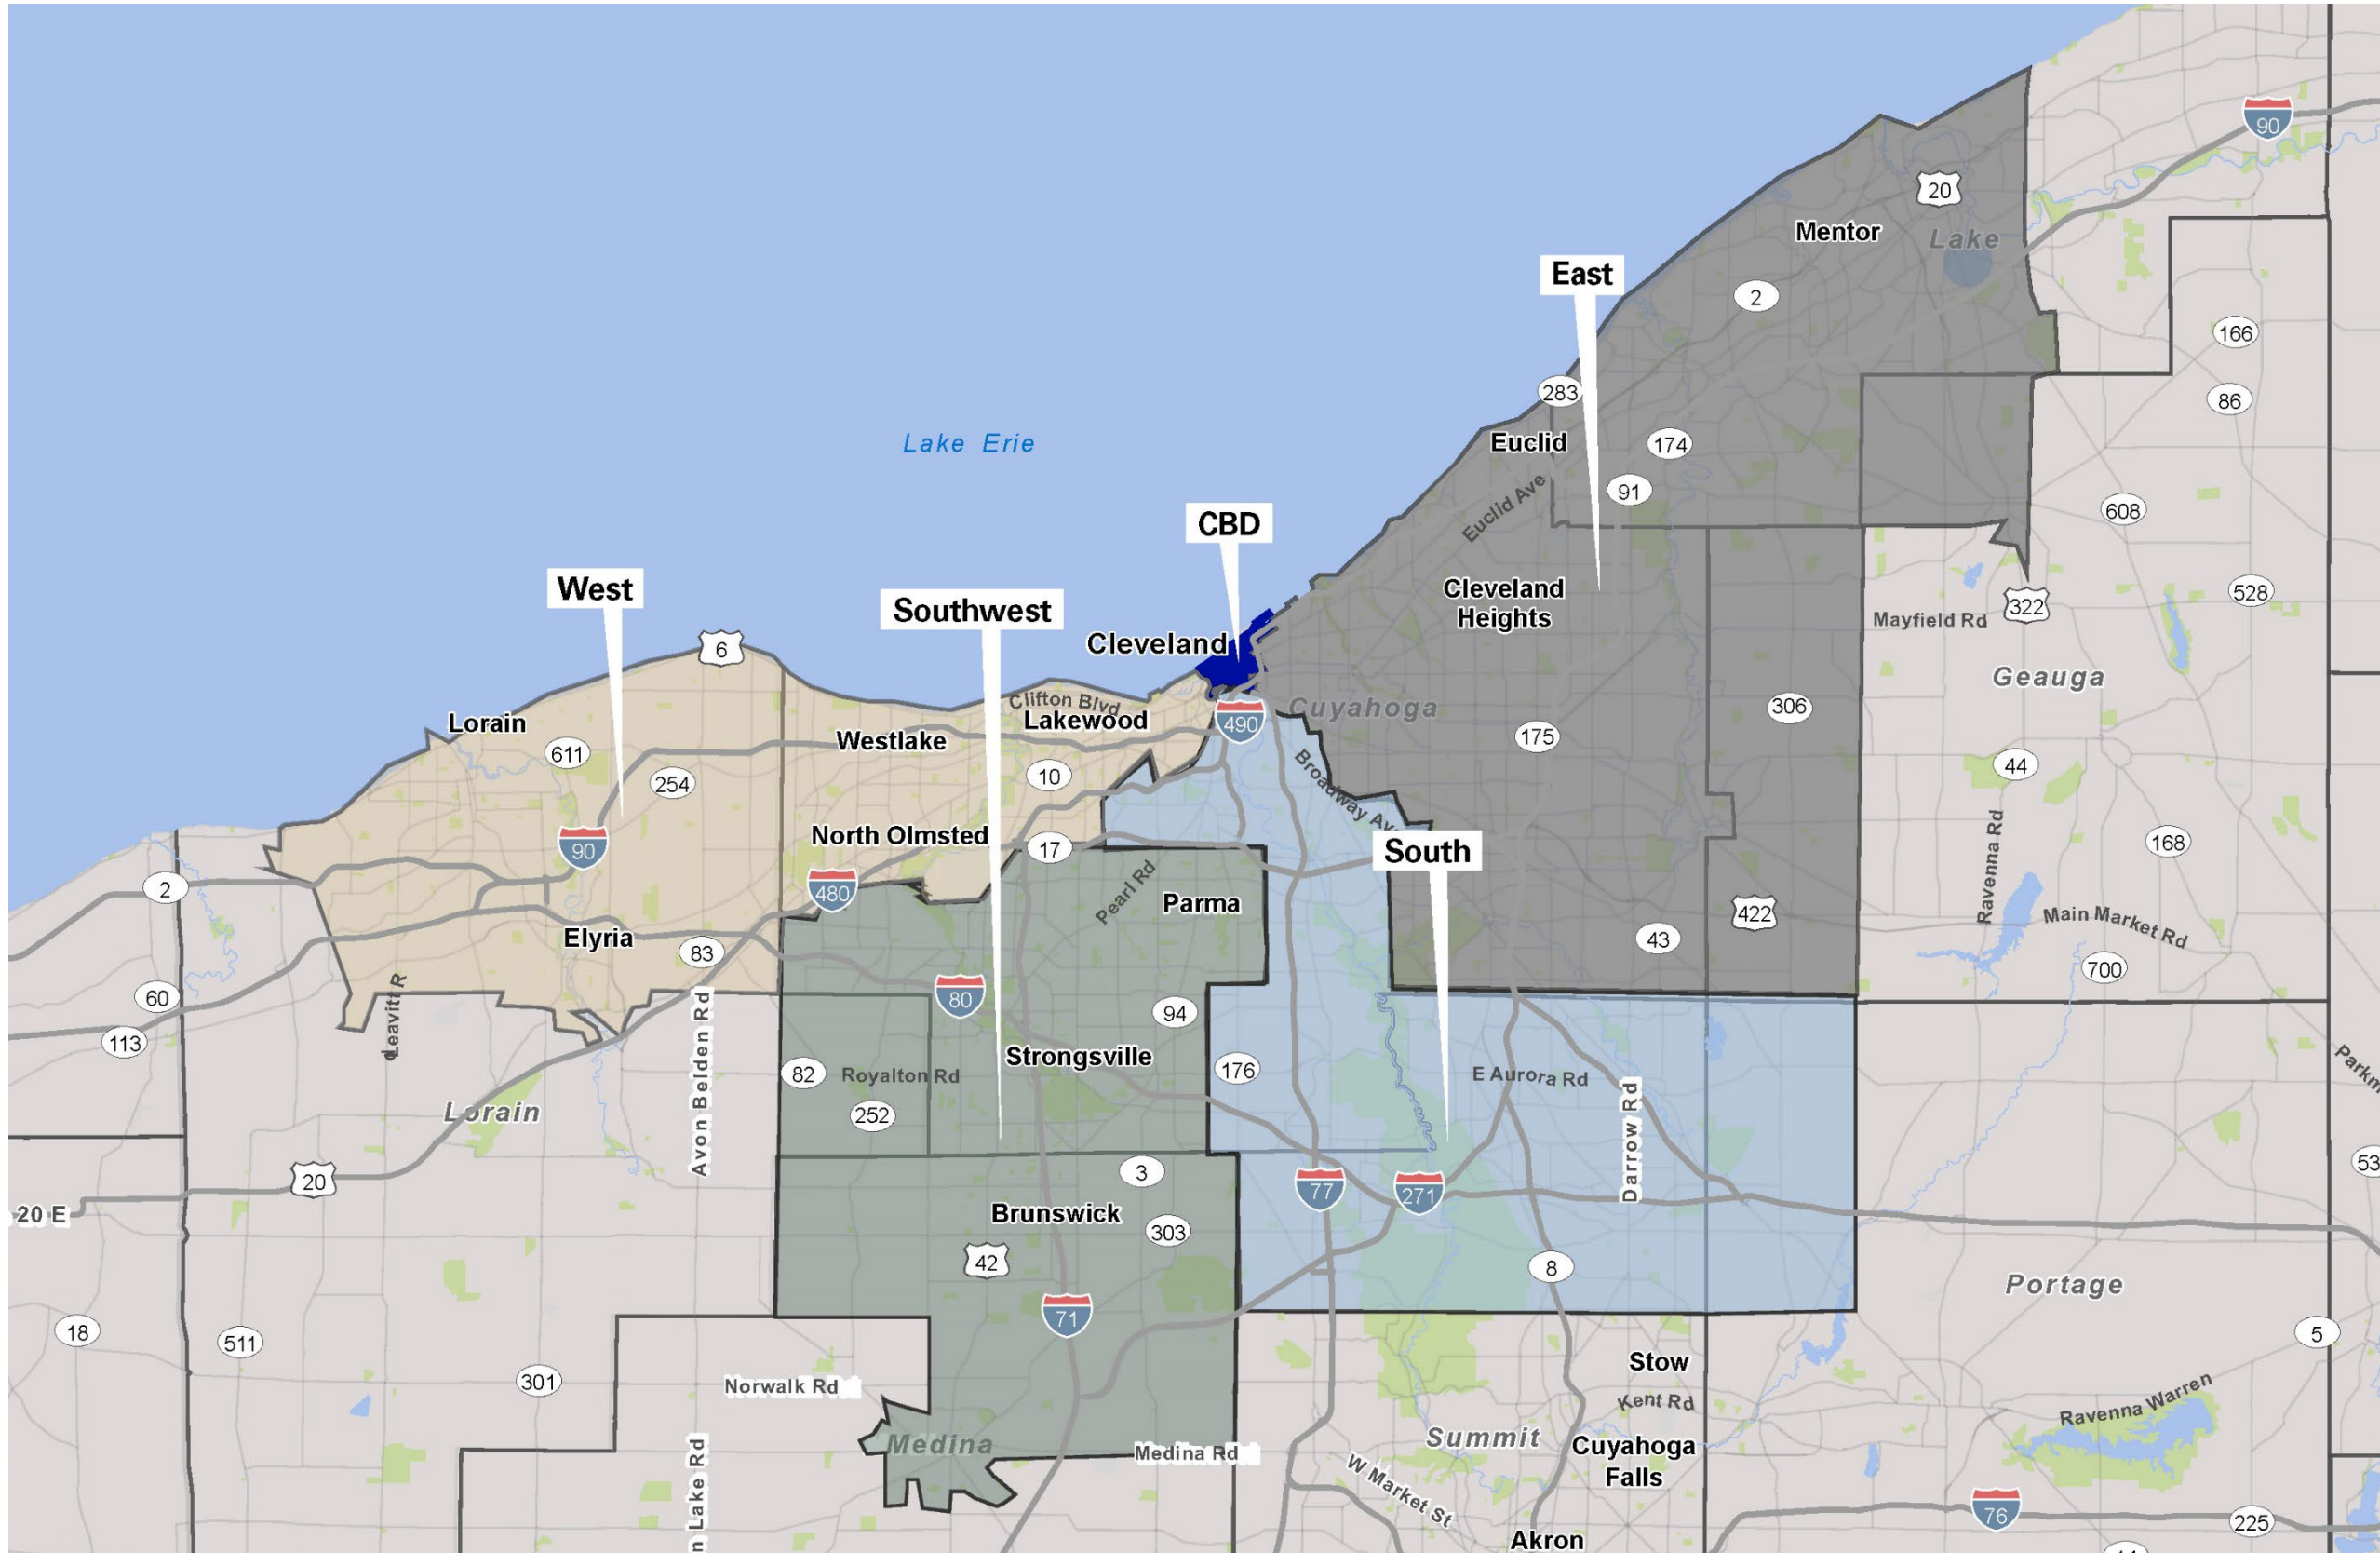 90
20
Mentor
Lake
East
2
166
283
86
Lake Erie
Euclid
174
91
Euclid Ave
608
CBD
West
Southwest
Cleveland
Heights
322
528
Mayfield Rd
Cleveland
6
Geauga
Clifton Blvd
Lakewood
490
Cuyahoga
306
Lorain
611
Westlake
175
254
10
Broadway Ave
44
90
North Olmsted
17
South
Ravenna Rd
168
2
480
Pearl Rd
Parma
422
Main Market Rd
Elyria
83
43
700
60
Leavitt R
80
94
113
Avon Belden Rd
82
Royalton Rd
Strongsville
176
E Aurora Rd
Darrow Rd
252
Lorain
20
3
77
271
53
20 E
Brunswick
303
42
8
Portage
18
511
71
5
301
Norwalk Rd
Stow
Kent Rd
Ravenna Warren
Medina
Medina Rd
Summit
Cuyahoga
Falls
n Lake Rd
W Market St
76
225
Akron